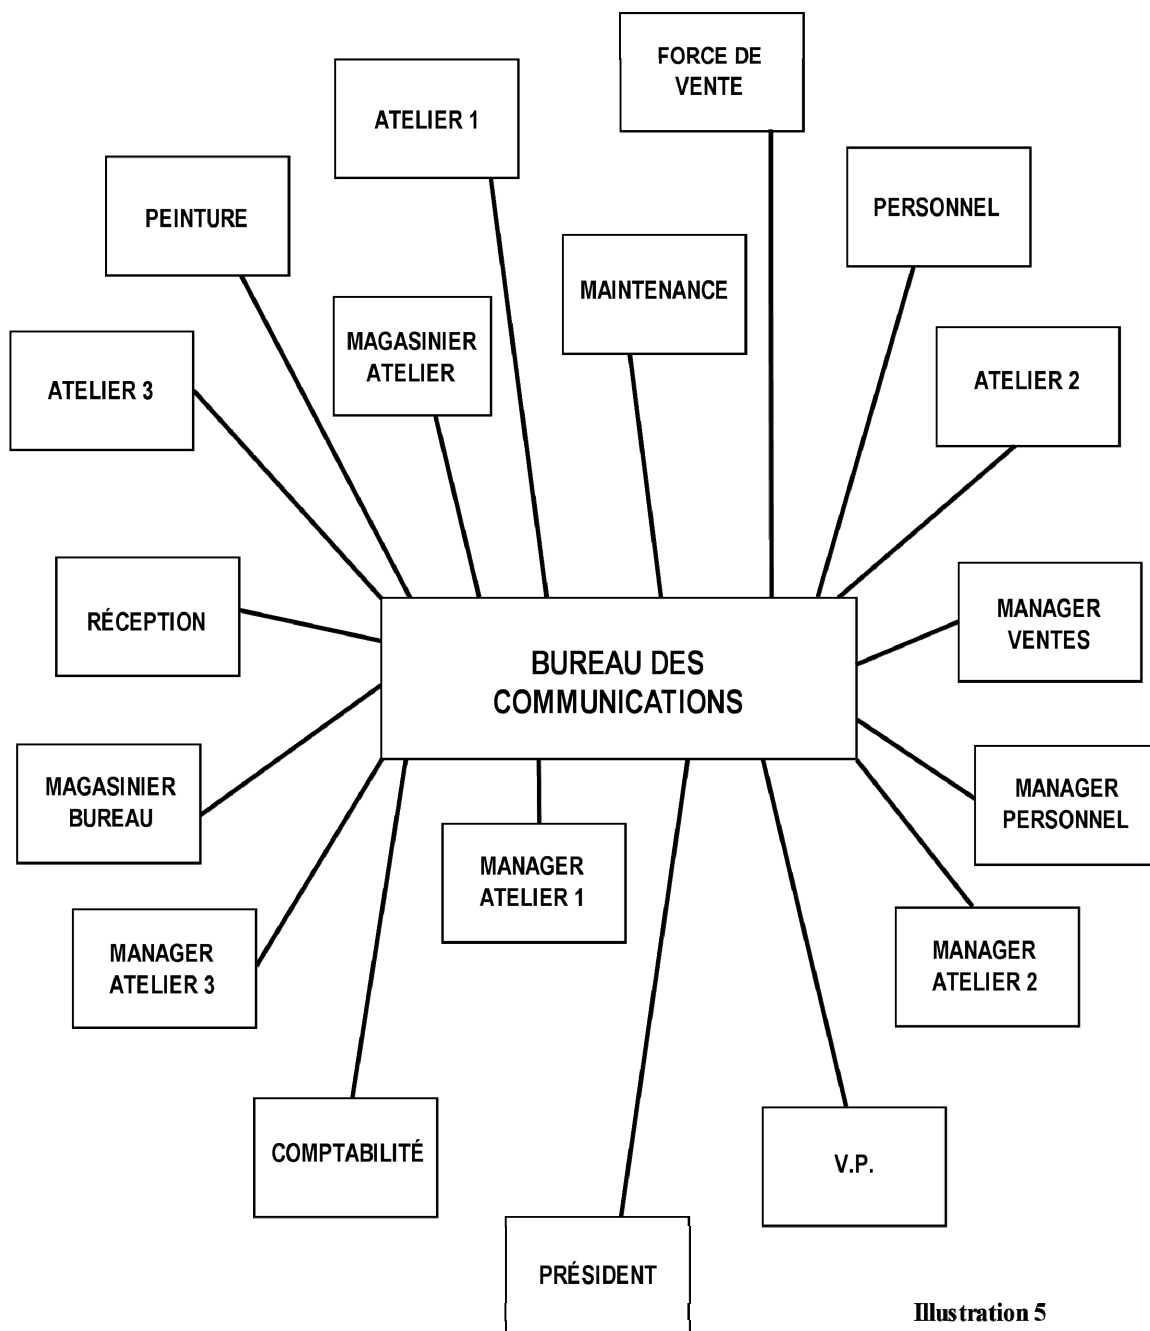 FORCE DE
VENTE
ATELIER 1
PEINTURE
PERSONNEL
MAINTENANCE
MAGASINIER
ATELIER
ATELIER 3
ATELIER 2
RÉCEPTION
MANAGER
VENTES
BUREAU DES
COMMUNICATIONS
MAGASINIER
BUREAU
MANAGER
PERSONNEL
MANAGER
ATELIER 1
MANAGER
ATELIER 3
MANAGER
ATELIER 2
COMPTABILITÉ
V.P.
PRÉSIDENT
Illustration 5